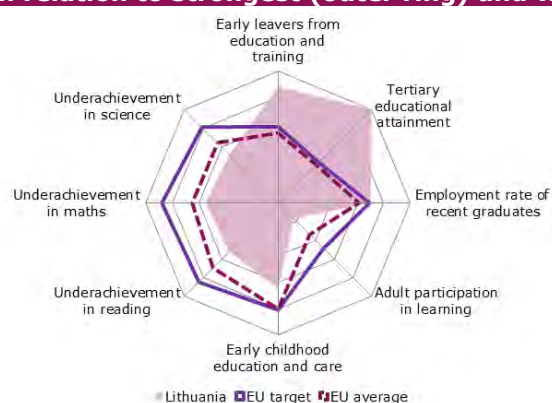 Early leavers from
education and
training
Tertiary
educational
attainment
Employment rate of
recent graduates
Adult participation
in learning
Early childhood
education and care
Underachievement
in reading
Underachievement
in maths
Underachievement
in science
Lithuania EU target EU average